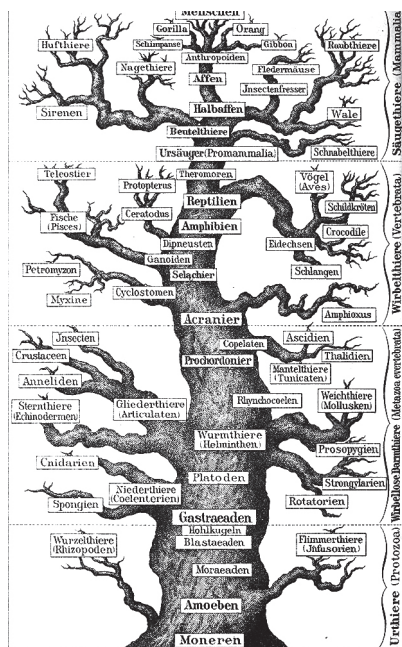 Menschen
Gorilla
Orang
Hufthiere
Schimpanse
Gibbon
Raubthiere
Anthropoiden
Nagethiere
Fledermäuse
Affen
Jnsectenfresser
Sirenen
Halbaffen
Wale
Beutelthiere
Ursäuger(Promammalia)
Schnabelthiere
Säugethiere (Mammalia)
Teleostier
Theromoren
Vögel
(Aves)
Protopterus
Reptilien
Schildkröten
Fische
(Pisces)
Ceratodus
Amphibien
Crocodile
Dipneusten
Eidechsen
Ganoiden
Petromyzon
Selachier
Schlangen
Cyclostomen
Myxine
Amphioxus
Acranier
Wirbelthiere (Vertebrata)
Jnsecten
Ascidien
Copelaten
Crustaceen
Thalidien
Prochordonier
Mantelthiere
(Tunicaten)
Anneliden
Weichthiere
(Mollusken)
Rhynchocoelen
Sternthiere
(Echinodermen)
Gliederthiere
(Articulaten)
Wurmthiere
(Helminthen)
Prosopygien
Cnidarien
Platoden
Strongylarien
Niederthiere
(Coelenterien)
Spongien
Rotatorien
Gastraeaden
Wirbellose Darmthiere (Metazoa evertebrata)
Hohlkugeln
Blastaeaden
Wurzelthiere
(Rhizopoden)
Flimmerthiere
(Jnfusorien)
Moraeaden
Amoeben
Moneren
Urthiere (Protozoa)